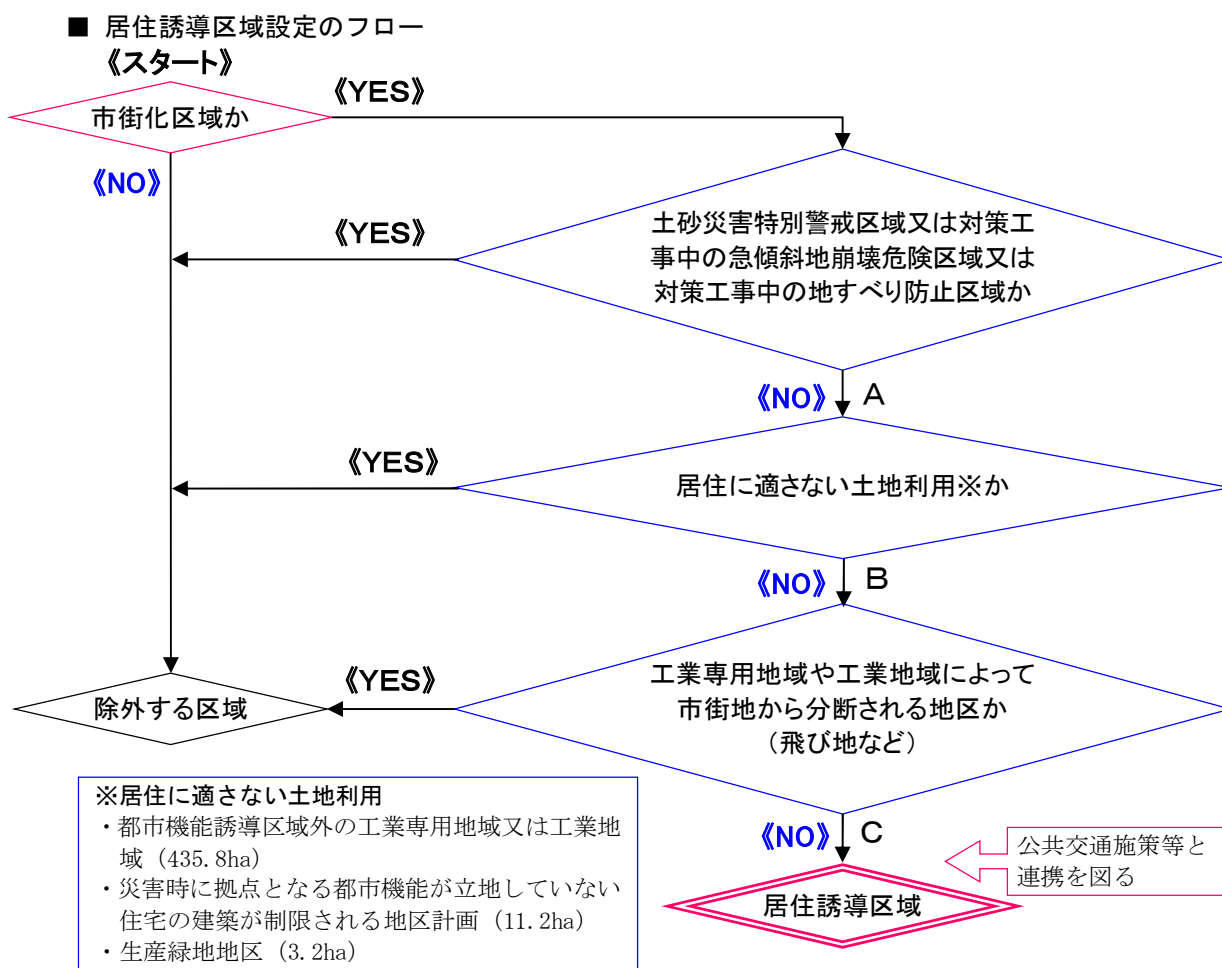 ■ 居住誘導区域設定のフロー
《スタート》
市街化区域か
《YES》
《NO》
土砂災害特別警戒区域又は対策工
事中の急傾斜地崩壊危険区域又は
対策工事中の地すべり防止区域か
《YES》
《NO》
A
居住に適さない土地利用※か
《YES》
《NO》
B
工業専用地域や工業地域によって
市街地から分断される地区か
(飛び地など)
《YES》
除外する区域
《NO》
C
居住誘導区域
公共交通施策等と
連携を図る
※居住に適さない土地利用
・都市機能誘導区域外の工業専用地域又は工業地
域 (435.8ha)
・災害時に拠点となる都市機能が立地していない
住宅の建築が制限される地区計画 (11.2ha)
・生産緑地地区 (3.2ha)